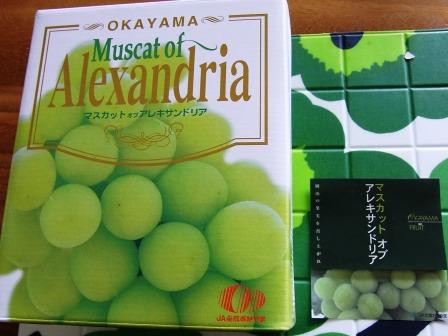 OKAYAMA
Muscat of
Alexandria
マスカット オブ アレキサンドリア
マスカット オブ
アレキサンドリア
OKAYAMA
FRUIT